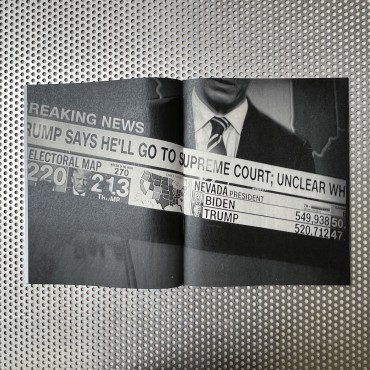 REAKING NEWS
RUMP SAYS HE'LL GO TO SUPREME COURT; UNCLEAR WH
ELECTORAL MAP
270
220
213
TRUMP
NEVADA PRESIDENT
BIDEN 549,938 50.
TRUMP 520,712 47.